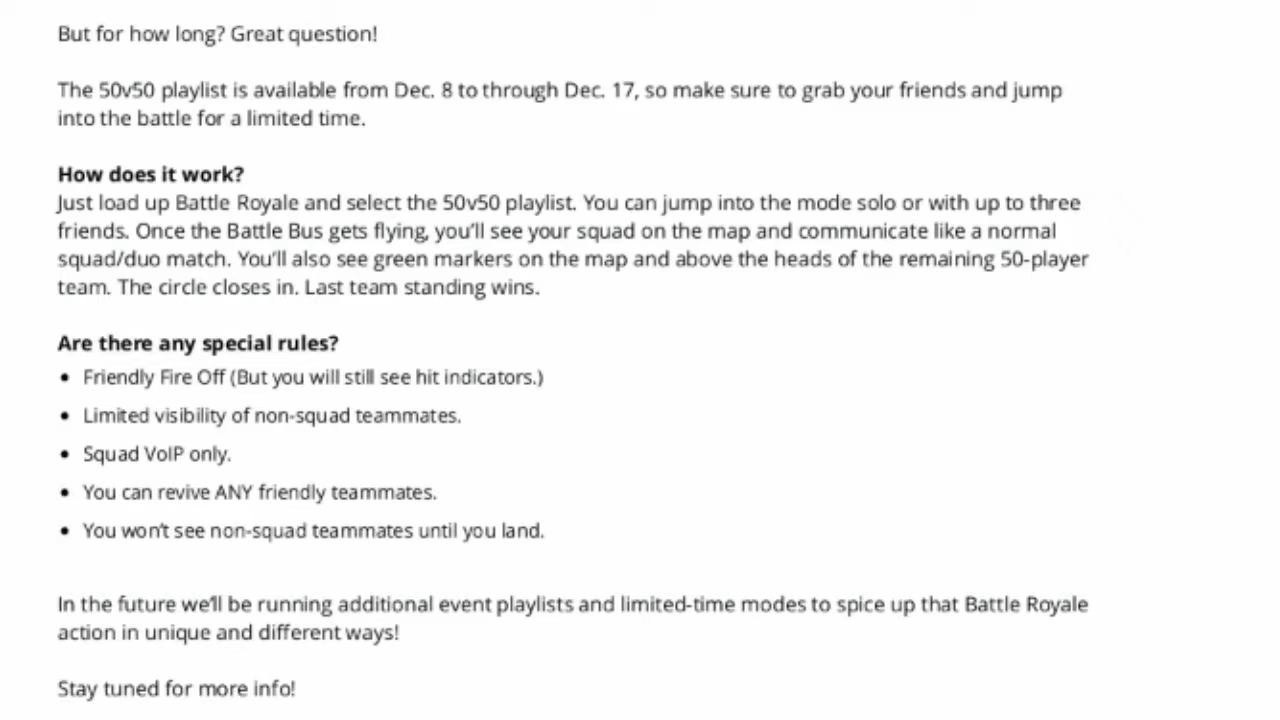 But for how long? Great question!
The 50v50 playlist is available from Dec. 8 to through Dec. 17, so make sure to grab your friends and jump
into the battle for a limited time.
How does it work?
Just load up Battle Royale and select the 50v50 playlist. You can jump into the mode solo or with up to three
friends. Once the Battle Bus gets flying, you'll see your squad on the map and communicate like a normal
squad/duo match. You'll also see green markers on the map and above the heads of the remaining 50-player
team. The circle closes in. Last team standing wins.
Are there any special rules?
• Friendly Fire Off (But you will still see hit indicators.)
• Limited visibility of non-squad teammates.
• Squad VoIP only.
• You can revive ANY friendly teammates.
• You won't see non-squad teammates until you land.
In the future we'll be running additional event playlists and limited-time modes to spice up that Battle Royale
action in unique and different ways!
Stay tuned for more info!